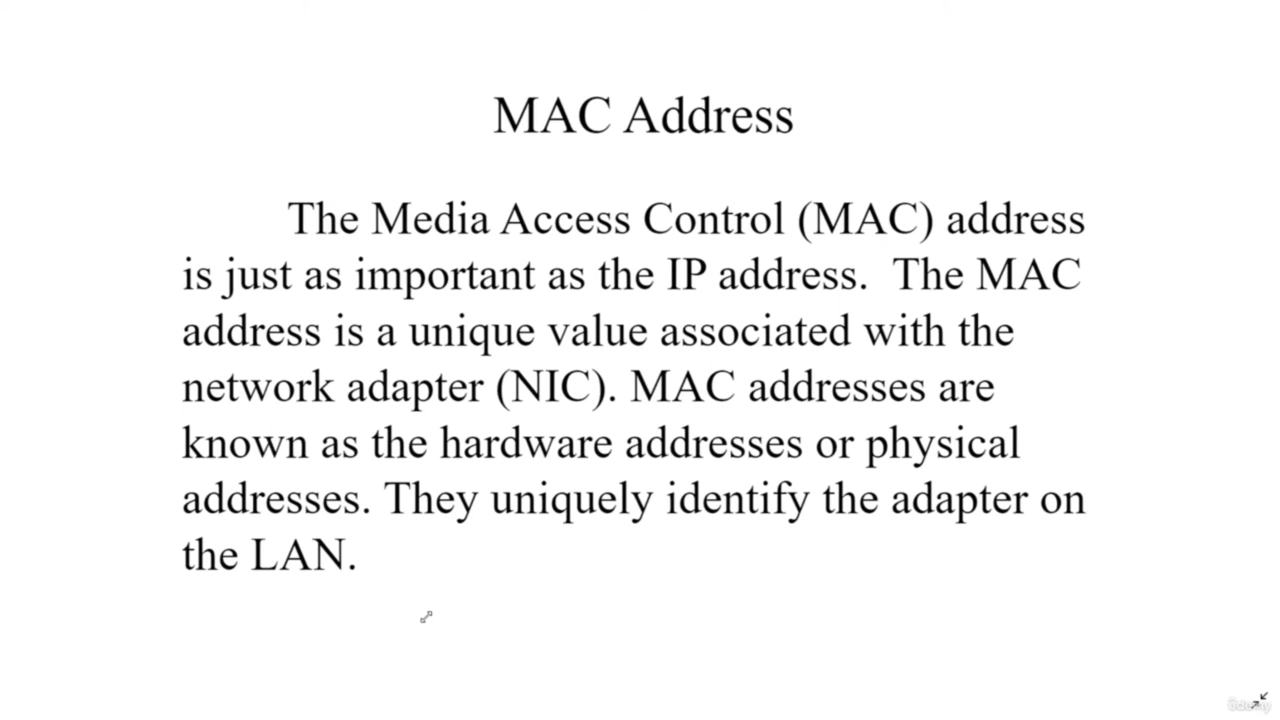 MAC Address
The Media Access Control (MAC) address
is just as important as the IP address. The MAC
address is a unique value associated with the
network adapter (NIC). MAC addresses are
known as the hardware addresses or physical
addresses. They uniquely identify the adapter on
the LAN.